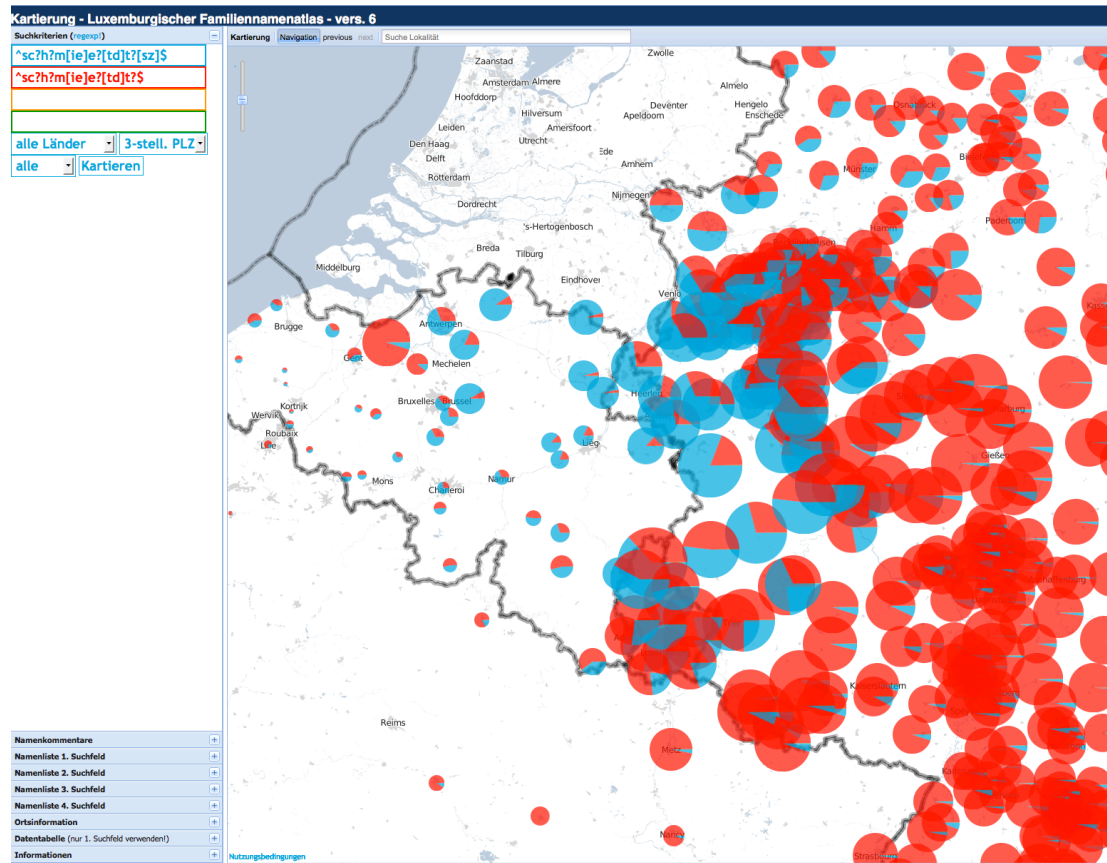 Kartierung - Luxemburgischer Familiennamenatlas - vers. 6
Suchkriterien (regexp!)
^sc?h?m[ie]e?[td]t?[sz]$
^sc?h?m[ie]e?[td]t?$
alle Länder
3-stell. PLZ
alle
Kartieren
Namenkommentare
Namenliste 1. Suchfeld
Namenliste 2. Suchfeld
Namenliste 3. Suchfeld
Namenliste 4. Suchfeld
Ortsinformation
Datentabelle (nur 1. Suchfeld verwenden!)
Informationen
Kartierung
Navigation
previous
next
Suche Lokalität
Zwolle
Zaanstad
Amsterdam Almere
Hoofddorp
Almelo
Hilversum
Deventer
Hengelo
Osnabrück
Apeldoorn
Enschede
Leiden
Amersfoort
Den Haag
Utrecht
Ede
Delft
Arnhem
Münster
Rotterdam
Nijmegen
Dordrecht
Paderborn
's-Hertogenbosch
Hamm
Breda
Tilburg
Middelburg
Eindhoven
Venlo
Brugge
Antwerpen
Gent
Mechelen
Bruxelles - Brussel
Heerlen
Kortrijk
Wervik
Roubaix
Lille
Lieg
Gießen
Mons
Namur
Charleroi
Kaiserslautern
Reims
Metz
Nancy
Strasbourg
Nutzungsbedingungen